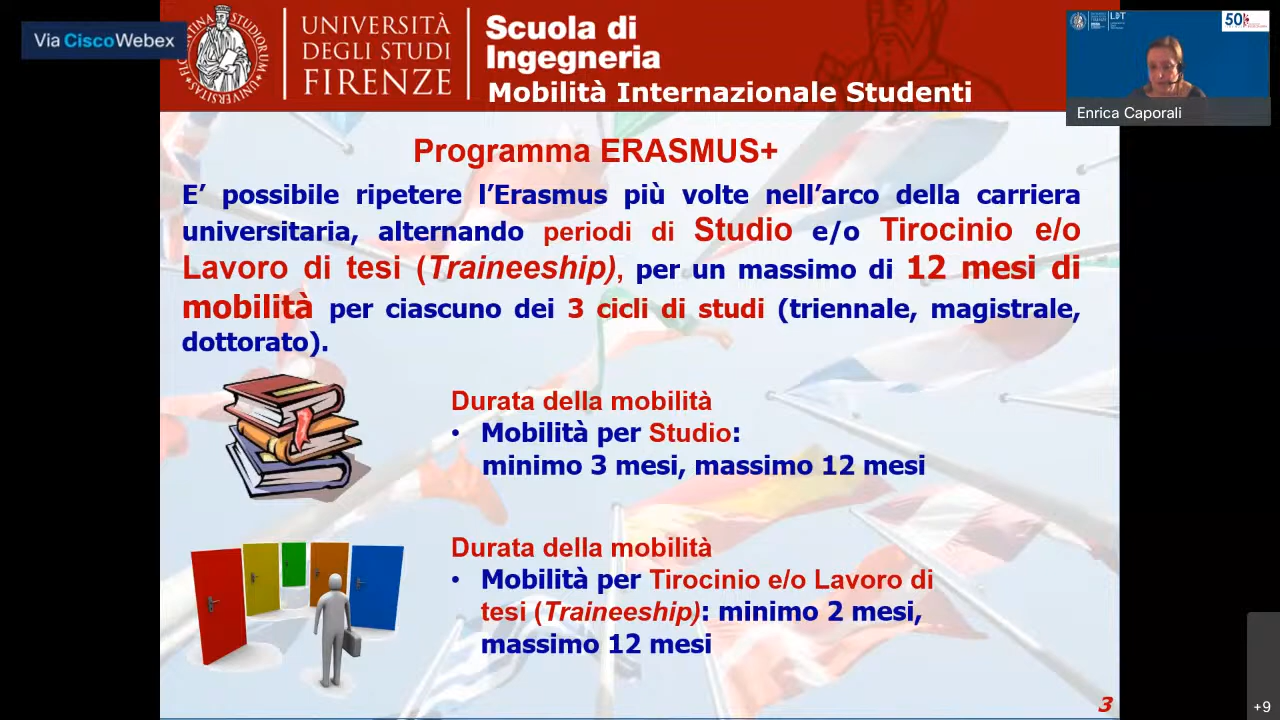 Via Cisco Webex
UNIVERSITÀ
DEGLI STUDI
FIRENZE
Scuola di
Ingegneria
Mobilità Internazionale Studenti
50
Enrica Caporali
Programma ERASMUS+
E’ possibile ripetere l’Erasmus più volte nell’arco della carriera
universitaria, alternando periodi di Studio e/o Tirocinio e/o
Lavoro di tesi (Traineeship), per un massimo di 12 mesi di
mobilità per ciascuno dei 3 cicli di studi (triennale, magistrale,
dottorato).
Durata della mobilità
• Mobilità per Studio:
minimo 3 mesi, massimo 12 mesi
Durata della mobilità
• Mobilità per Tirocinio e/o Lavoro di
tesi (Traineeship): minimo 2 mesi,
massimo 12 mesi
3
+9